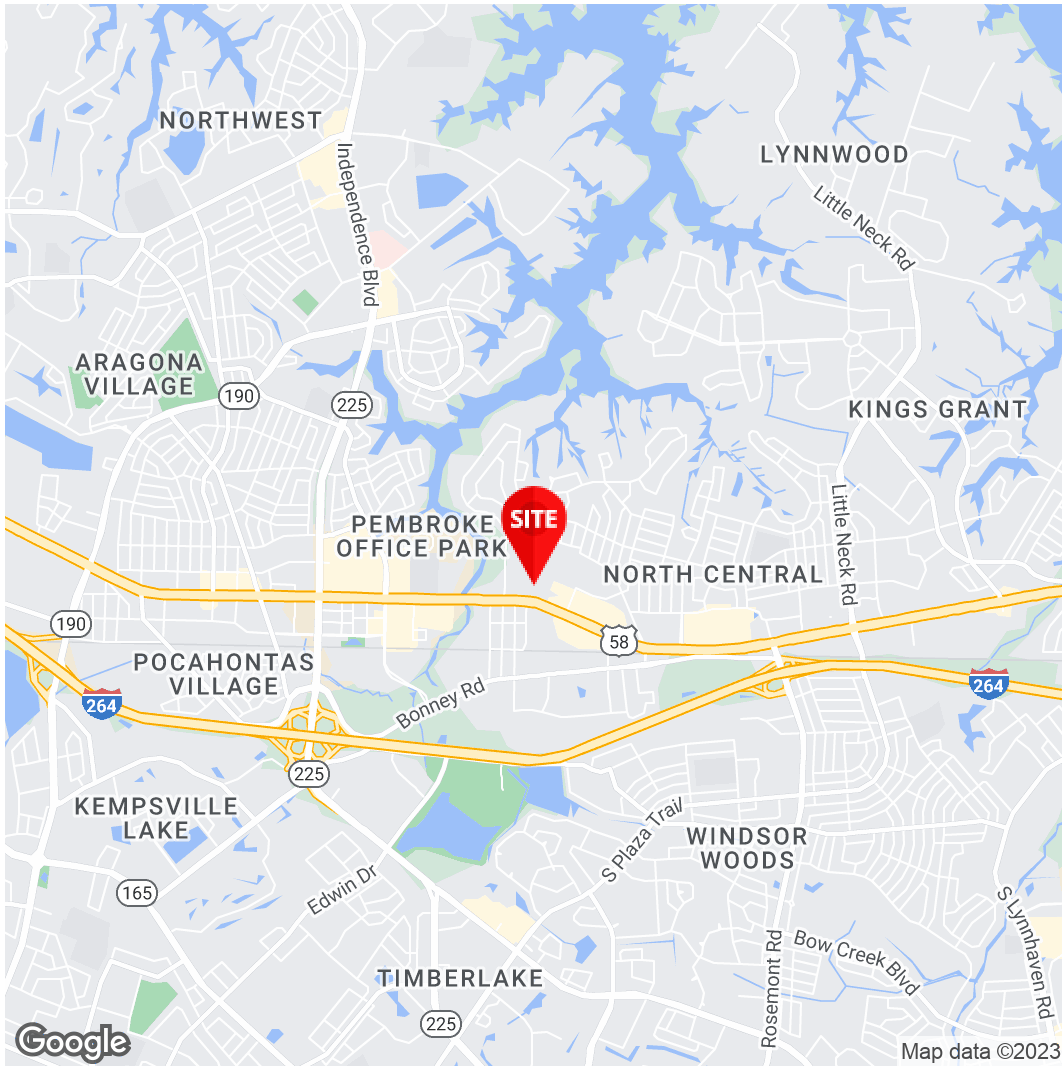 NORTHWEST
LYNNWOOD
Independence Blvd
Little Neck Rd
ARAGONA
VILLAGE
190
225
KINGS GRANT
SITE
PEMBROKE
OFFICE PARK
Little Neck Rd
NORTH CENTRAL
190
58
POCAHONTAS
VILLAGE
264
264
Bonney Rd
225
KEMPSVILLE
LAKE
S Plaza Trail
WINDSOR
WOODS
165
Edwin Dr
S Lynnhaven Rd
Rosemont Rd
Bow Creek Blvd
TIMBERLAKE
225
Google
Map data ©2023